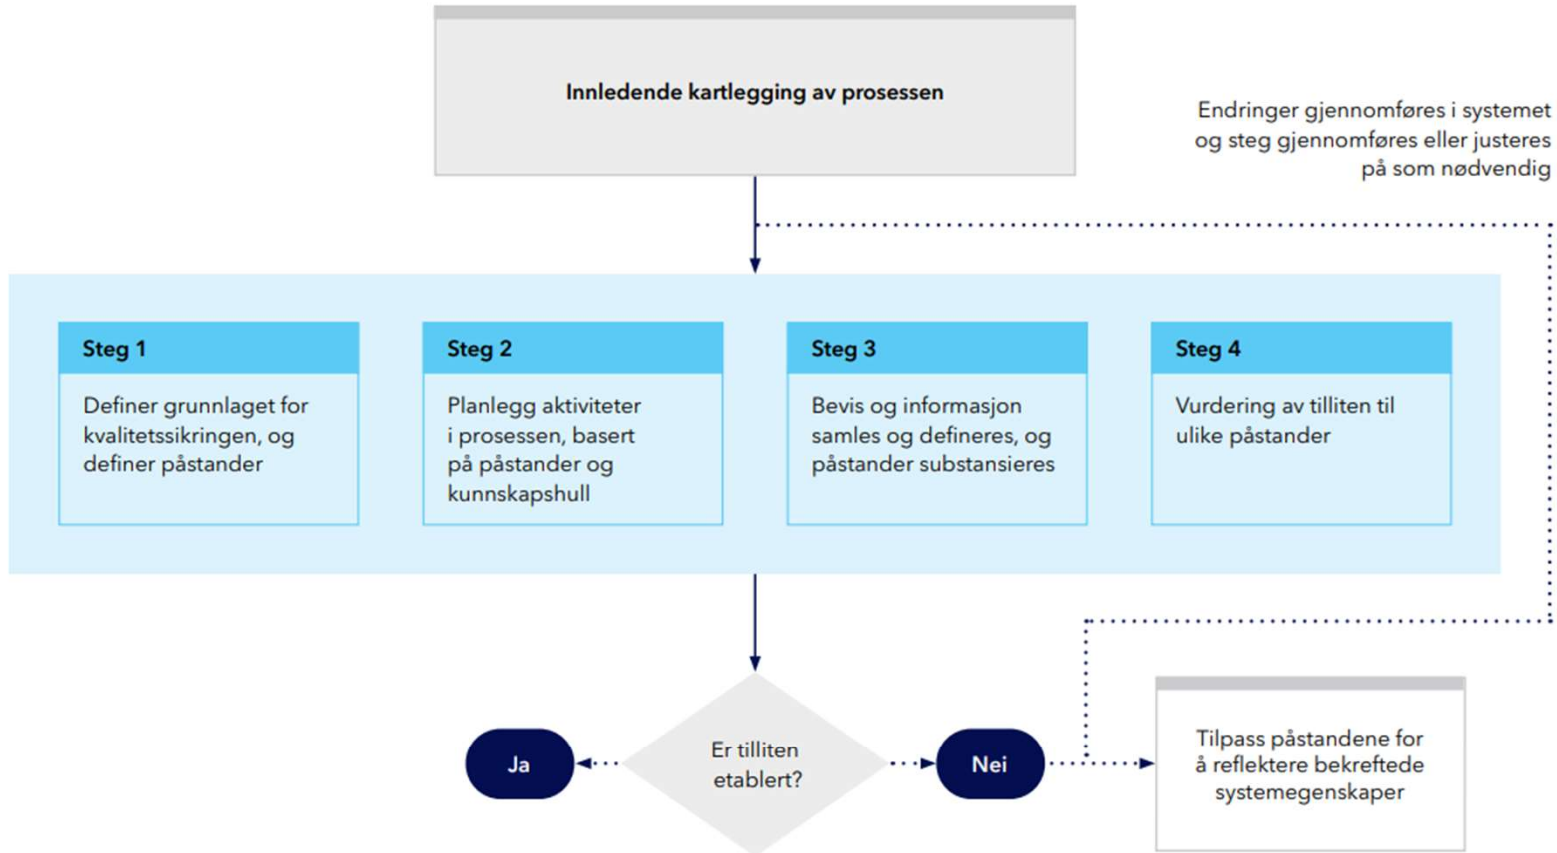 Innledende kartlegging av prosessen
Endringer gjennomføres i systemet
og steg gjennomføres eller justeres
på som nødvendig
Steg 1
Definer grunnlaget for
kvalitetssikringen, og
definer påstander
Steg 2
Planlegg aktiviteter
i prosessen, basert
på påstander og
kunnskapshull
Steg 3
Bevis og informasjon
samles og defineres, og
påstander substansieres
Steg 4
Vurdering av tilliten til
ulike påstander
Ja
Er tilliten
etablert?
Nei
Tilpass påstandene for
å reflektere bekreftede
systemegenskaper